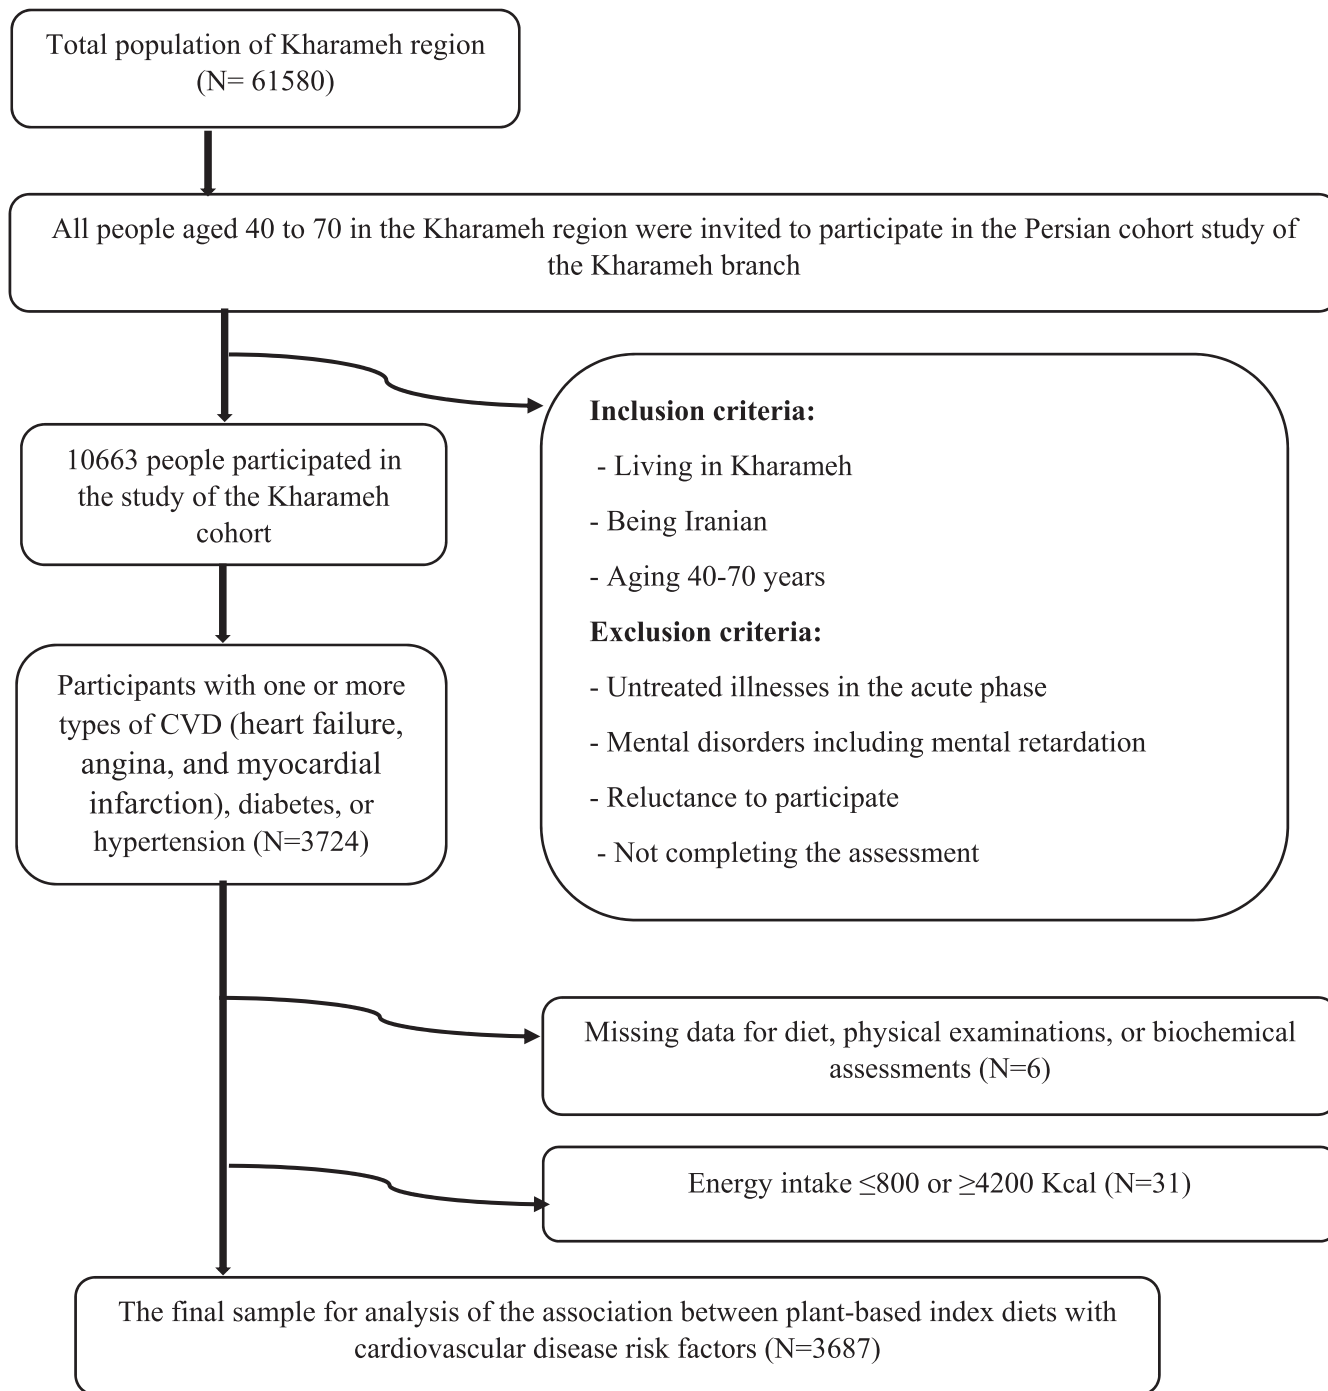 Total population of Kharameh region
(N= 61580)
All people aged 40 to 70 in the Kharameh region were invited to participate in the Persian cohort study of
the Kharameh branch
10663 people participated in
the study of the Kharameh
cohort
Inclusion criteria:
- Living in Kharameh
- Being Iranian
- Aging 40-70 years
Exclusion criteria:
- Untreated illnesses in the acute phase
- Mental disorders including mental retardation
- Reluctance to participate
- Not completing the assessment
Participants with one or more
types of CVD (heart failure,
angina, and myocardial
infarction), diabetes, or
hypertension (N=3724)
Missing data for diet, physical examinations, or biochemical
assessments (N=6)
Energy intake ≤800 or ≥4200 Kcal (N=31)
The final sample for analysis of the association between plant-based index diets with
cardiovascular disease risk factors (N=3687)